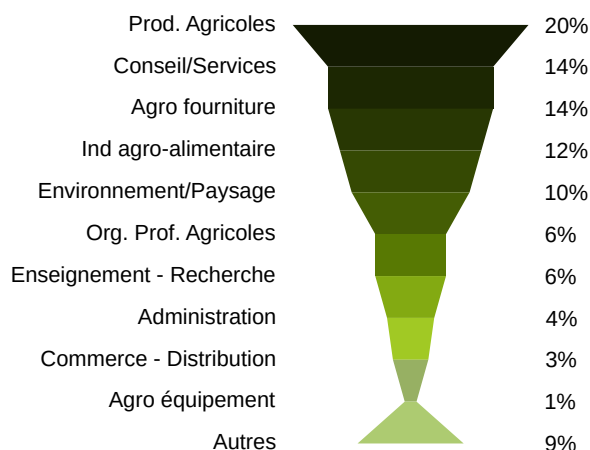 Prod. Agricoles 20%
Conseil/Services 14%
Agro fourniture 14%
Ind agro-alimentaire 12%
Environnement/Paysage 10%
Org. Prof. Agricoles 6%
Enseignement - Recherche 6%
Administration 4%
Commerce - Distribution 3%
Agro équipement 1%
Autres 9%